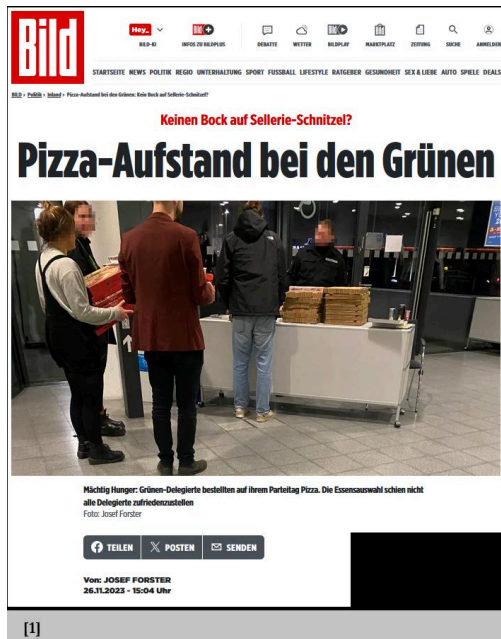 Bild
Hey_
BILD-KI
Bild+
INFOS ZU BILDPLUS
DEBATTE
WETTER
BILDPLAY
MARKTPLATZ
ZEITUNG
SUCHE
ANMELDEN
STARTSEITE NEWS POLITIK REGIO UNTERHALTUNG SPORT FUSSBALL LIFESTYLE RATGEBER GESUNDHEIT SEX & LIEBE AUTO SPIELE DEALS
BILD > Politik > Inland > Pizza-Aufstand bei den Grünen: Kein Bock auf Sellerie-Schnitzel?
Keinen Bock auf Sellerie-Schnitzel?
Pizza-Aufstand bei den Grünen
Mächtig Hunger: Grünen-Delegierte bestellten auf ihrem Parteitag Pizza. Die Essensauswahl schien nicht
alle Delegierte zufriedenzustellen
Foto: Josef Forster
TEILEN
POSTEN
SENDEN
Von: JOSEF FORSTER
26.11.2023 - 15:04 Uhr
[1]